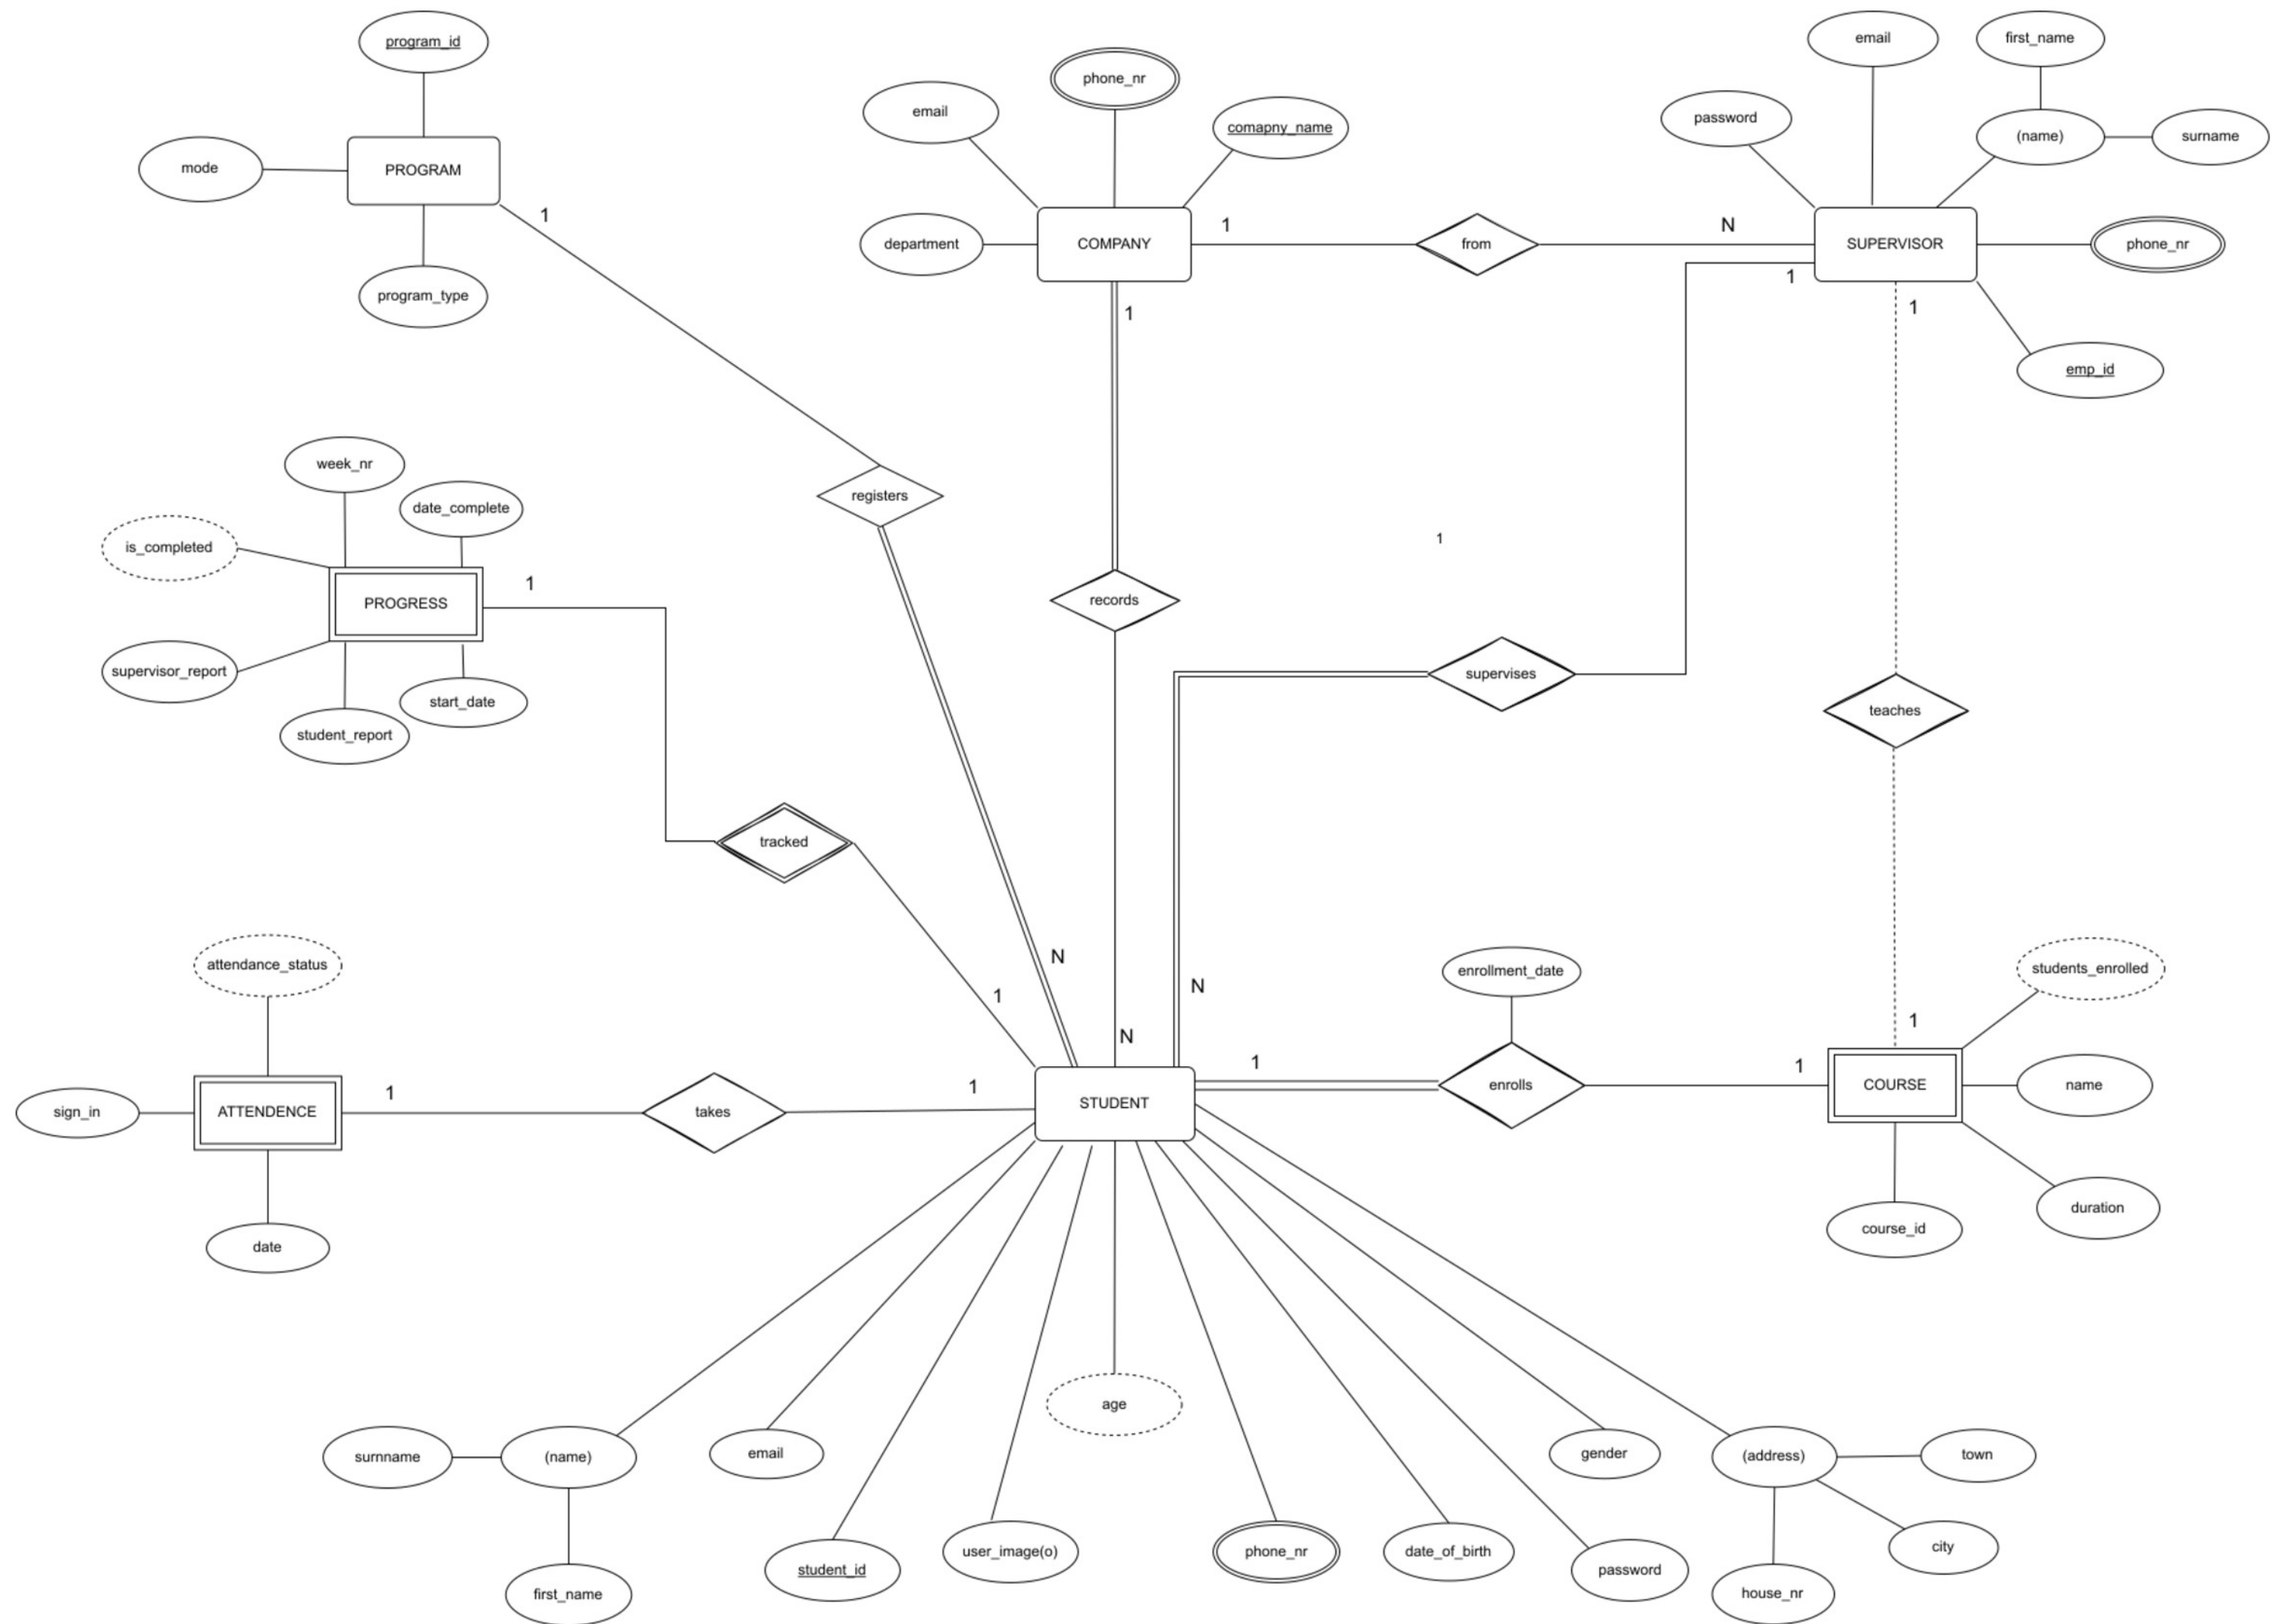 program_id
mode
PROGRAM
program_type
1
email
phone_nr
comapny_name
department
COMPANY
1
from
N
1
email
first_name
password
(name)
surname
SUPERVISOR
phone_nr
1
1
emp_id
week_nr
date_complete
is_completed
PROGRESS
1
supervisor_report
start_date
student_report
registers
records
1
supervises
teaches
tracked
N
1
N
N
attendance_status
sign_in
ATTENDENCE
1
takes
1
date
STUDENT
1
enrollment_date
enrolls
1
1
students_enrolled
COURSE
name
duration
course_id
surnname
(name)
first_name
email
student_id
user_image(o)
age
phone_nr
date_of_birth
password
gender
(address)
town
city
house_nr